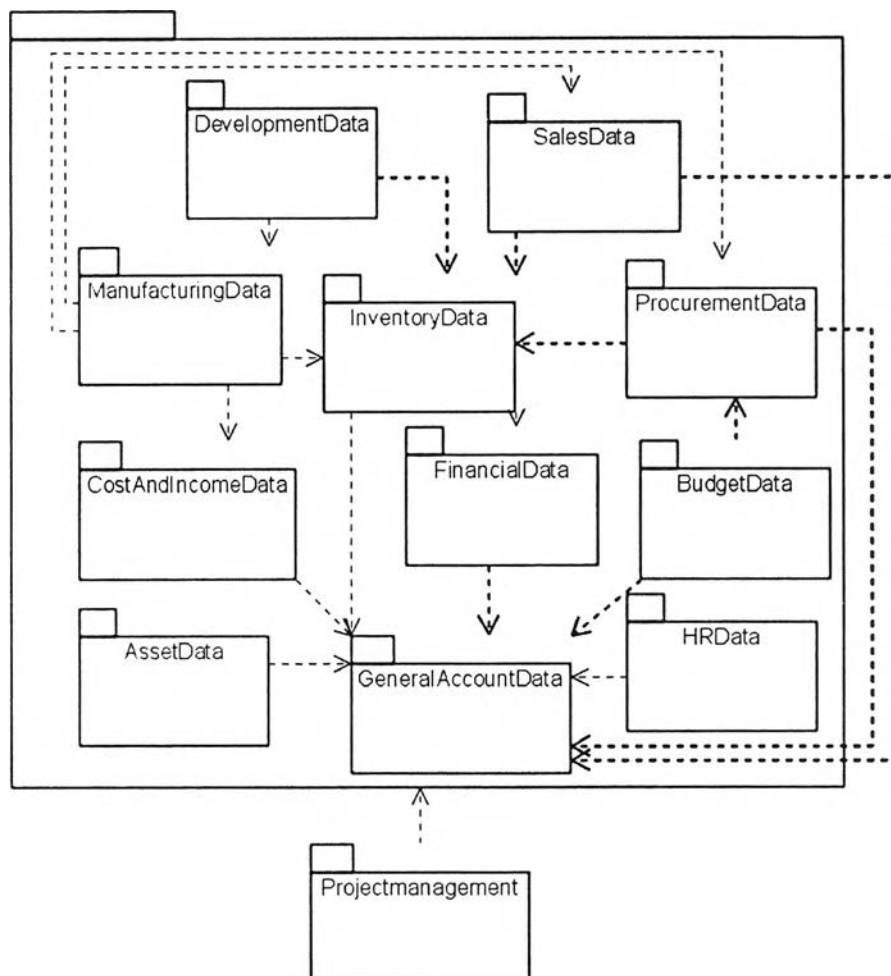 DevelopmentData
SalesData
ManufacturingData
InventoryData
ProcurementData
CostAndIncomeData
FinancialData
BudgetData
AssetData
HRData
GeneralAccountData
Projectmanagement